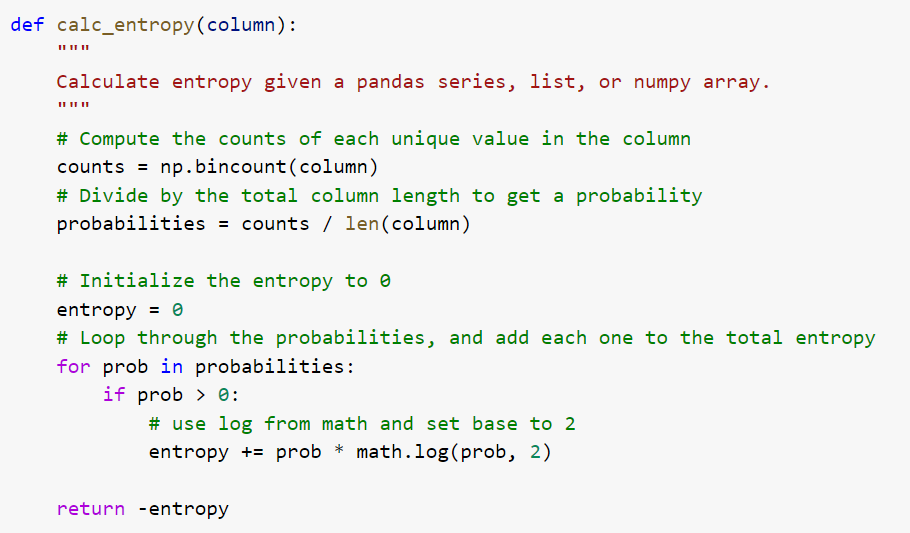 def calc_entropy(column):
    """
    Calculate entropy given a pandas series, list, or numpy array.
    """
    # Compute the counts of each unique value in the column
    counts = np.bincount(column)
    # Divide by the total column length to get a probability
    probabilities = counts / len(column)

    # Initialize the entropy to 0
    entropy = 0
    # Loop through the probabilities, and add each one to the total entropy
    for prob in probabilities:
        if prob > 0:
            # use log from math and set base to 2
            entropy += prob * math.log(prob, 2)

    return -entropy